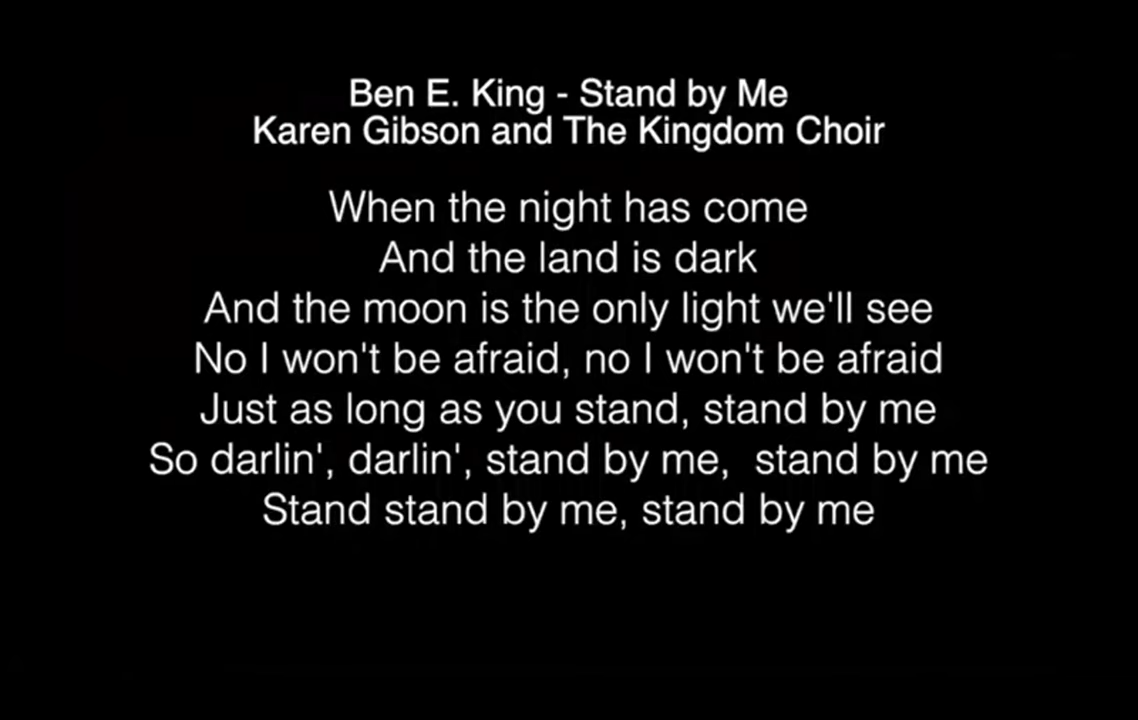 Ben E. King - Stand by Me
Karen Gibson and The Kingdom Choir
When the night has come
And the land is dark
And the moon is the only light we'll see
No I won't be afraid, no I won't be afraid
Just as long as you stand, stand by me
So darlin', darlin', stand by me,  stand by me
Stand stand by me, stand by me